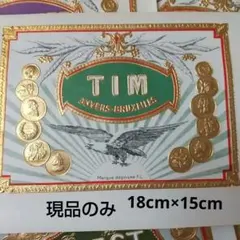 TIM
ANVERS-BRUXELLES
現品のみ 18cm×15cm